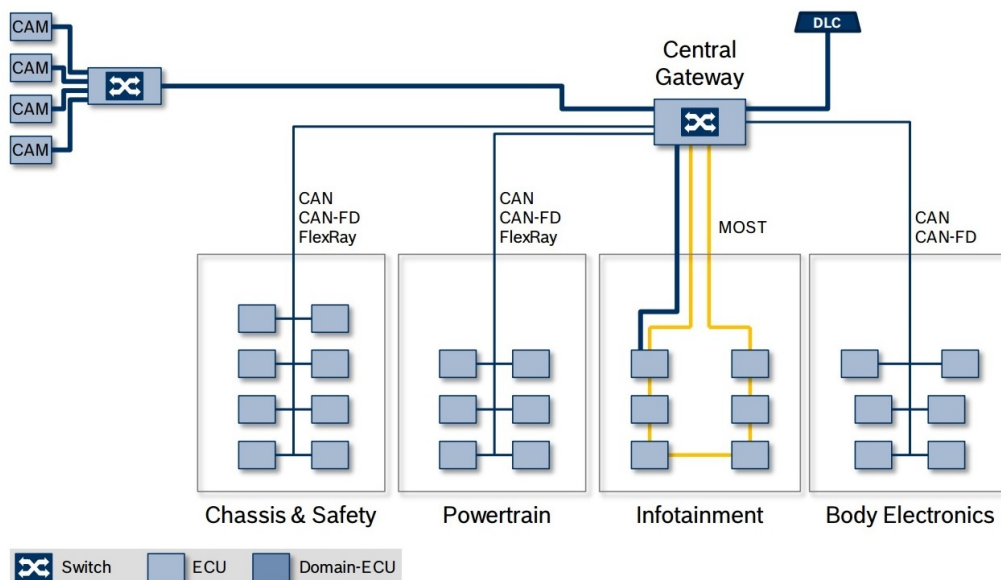 CAM
CAM
CAM
CAM
DLC
Central
Gateway
CAN
CAN-FD
FlexRay
CAN
CAN-FD
FlexRay
MOST
CAN
CAN-FD
Chassis & Safety
Powertrain
Infotainment
Body Electronics
Switch
ECU
Domain-ECU